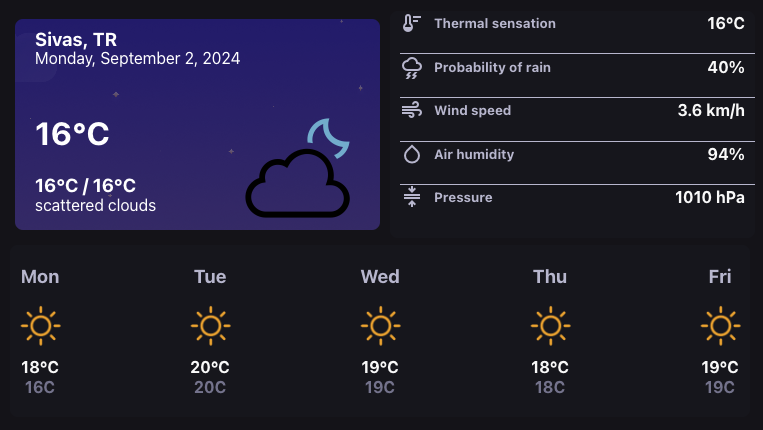 Sivas, TR
Monday, September 2, 2024
16°C
16°C / 16°C
scattered clouds
Thermal sensation 16°C
Probability of rain 40%
Wind speed 3.6 km/h
Air humidity 94%
Pressure 1010 hPa
Mon Tue Wed Thu Fri
18°C 20°C 19°C 18°C 19°C
16C 20C 19C 18C 19C